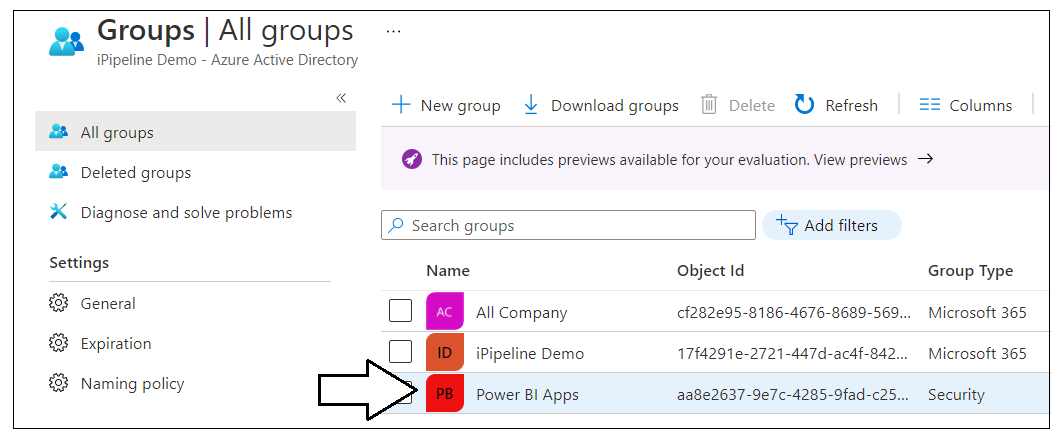 Groups | All groups ...
iPipeline Demo - Azure Active Directory
«
All groups
Deleted groups
Diagnose and solve problems
Settings
General
Expiration
Naming policy
New group Download groups Delete Refresh Columns
This page includes previews available for your evaluation. View previews →
Search groups
Add filters
Name Object Id Group Type
AC All Company cf282e95-8186-4676-8689-569... Microsoft 365
ID iPipeline Demo 17f4291e-2721-447d-ac4f-842... Microsoft 365
PB Power BI Apps aa8e2637-9e7c-4285-9fad-c25... Security